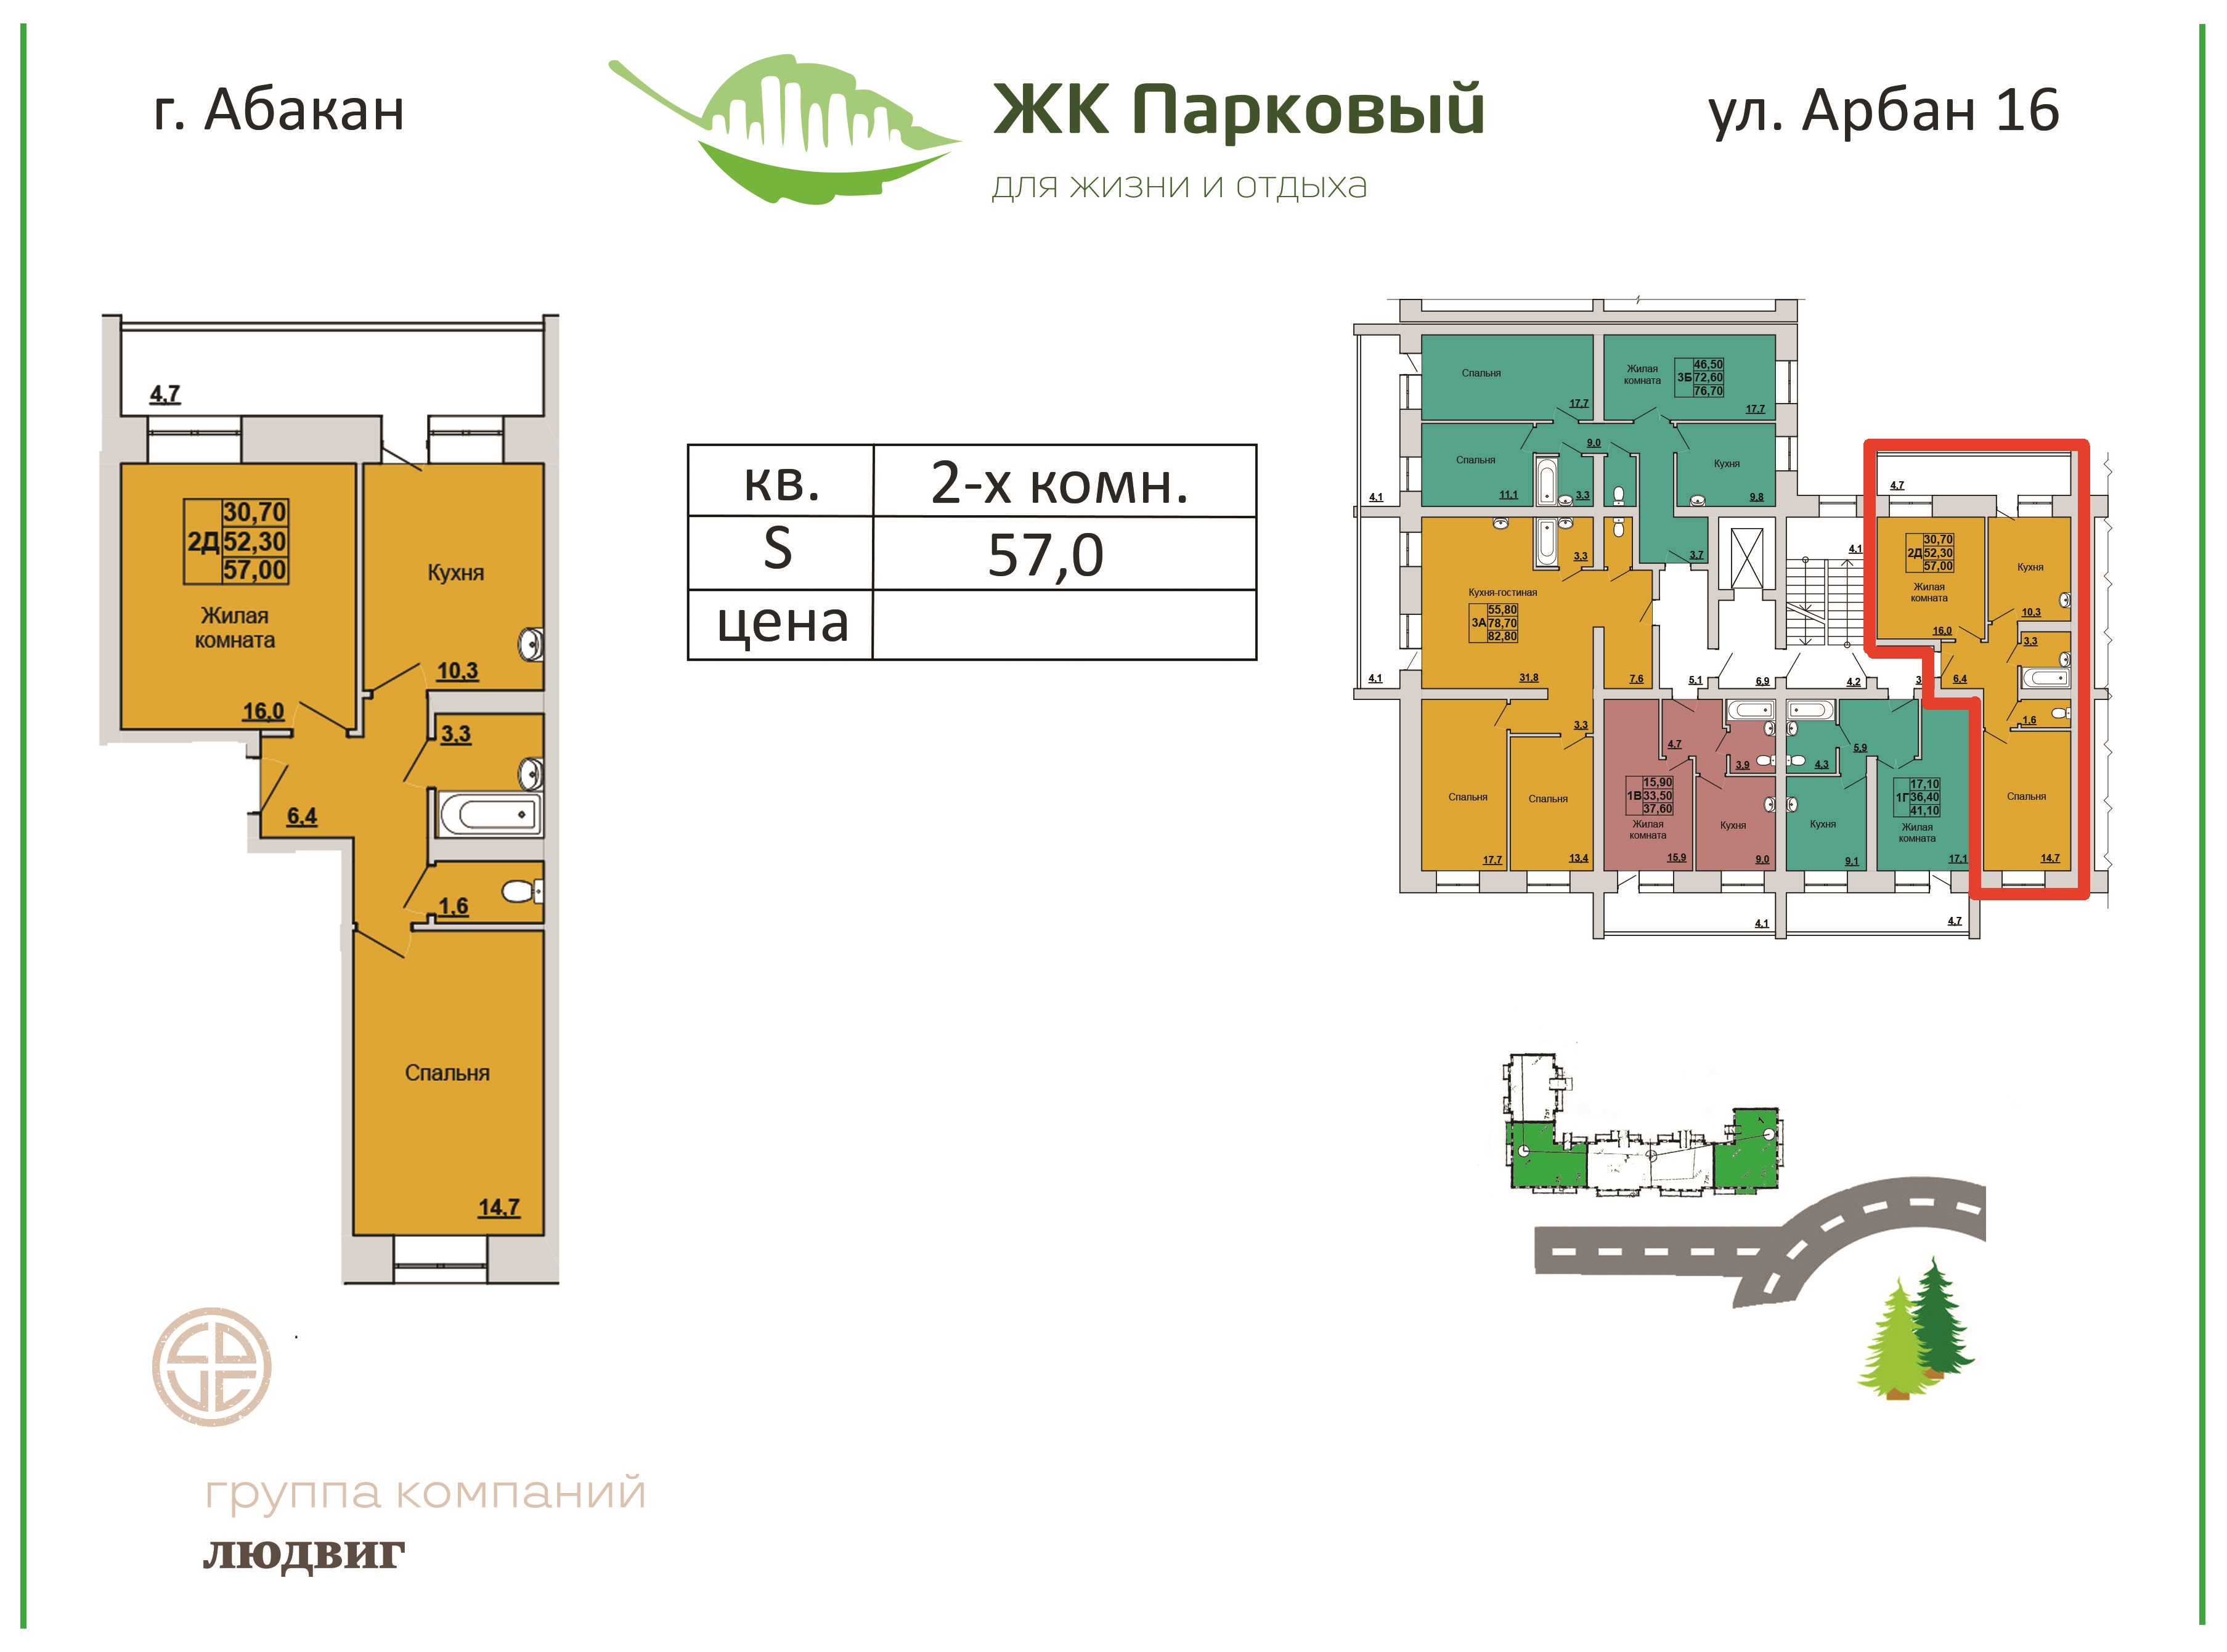 г. Абакан
ЖК Парковый
для жизни и отдыха
ул. Арбан 16
4,7
30,70
2Д 52,30
57,00
Жилая
комната
16,0
Кухня
10,3
3,3
6,4
1,6
Спальня
14,7
кв. 2-х комн.
S 57,0
цена
Спальня
17,7
Жилая
комната
46,50
3Б 72,60
76,70
17,7
9,0
Спальня
11,1
3,3
Кухня
9,8
4,1
3,7
3,3
Кухня-гостиная
55,80
3А 78,70
82,80
31,8
7,6
4,1
5,1
6,9
4,2
3
4,1
4,7
30,70
2Д 52,30
57,00
Жилая
комната
16,0
Кухня
10,3
3,3
6,4
1,6
Спальня
14,7
3,3
Спальня
17,7
Спальня
13,4
4,7
3,9
15,90
1В 33,50
37,60
Жилая
комната
15,9
Кухня
9,0
4,1
5,9
4,3
Кухня
9,1
17,10
1Г 36,40
41,10
Жилая
комната
17,1
4,7
группа компаний
людвиг